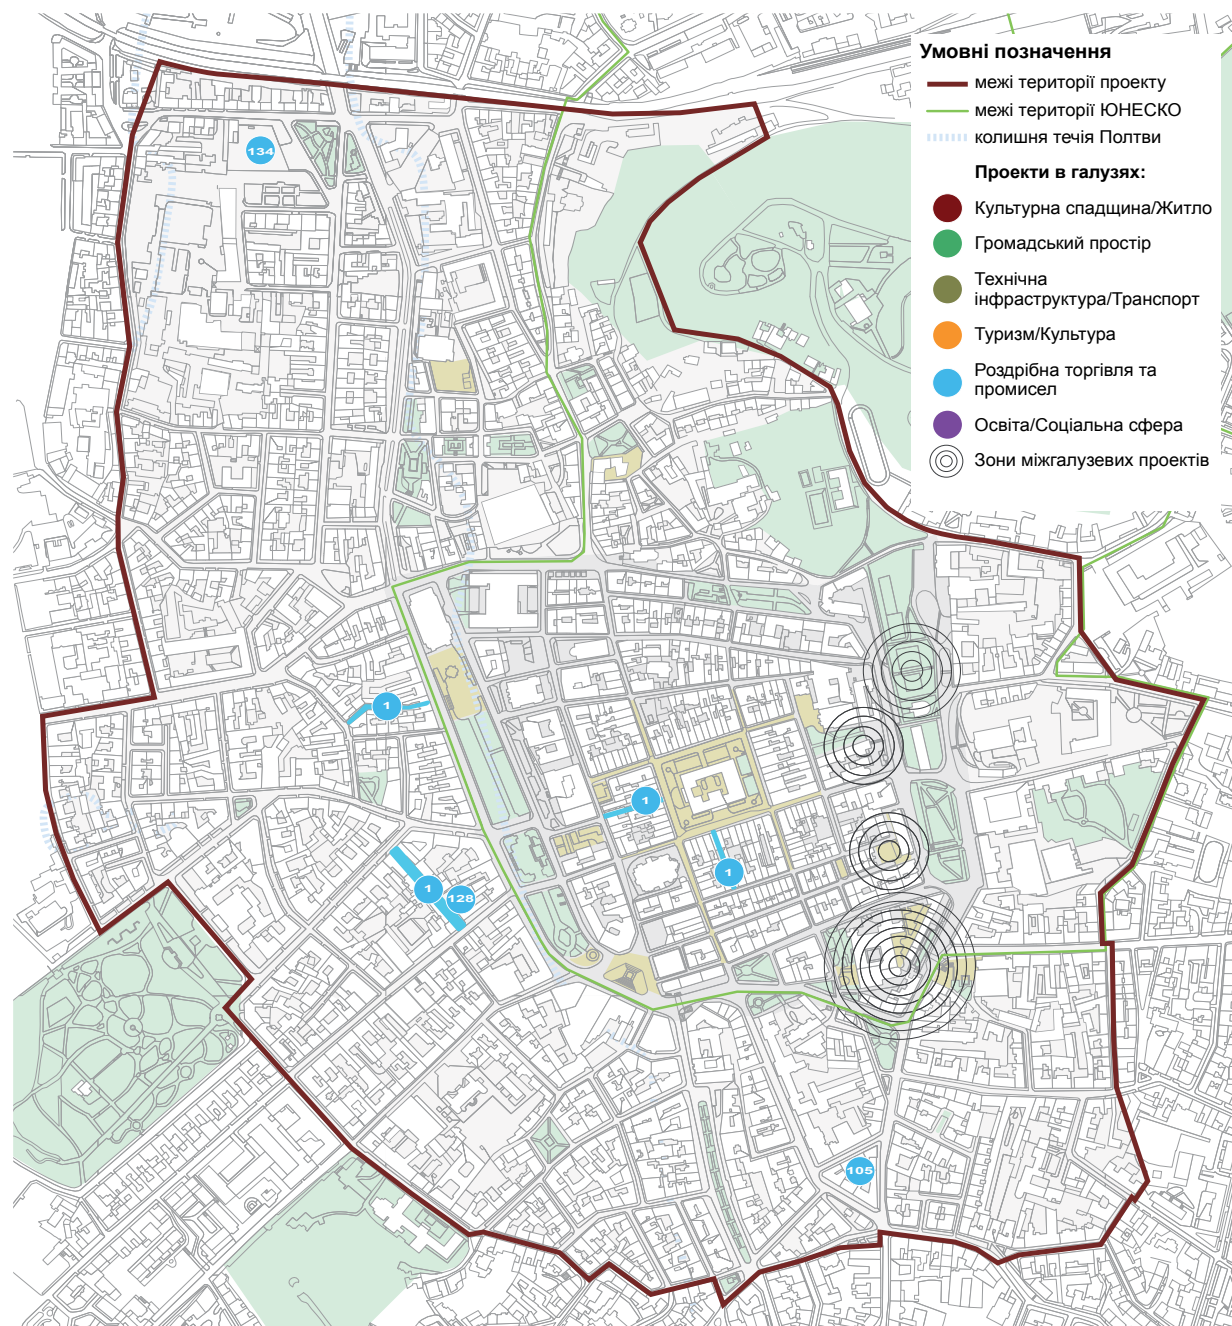 Умовні позначення
межі території проекту
межі території ЮНЕСКО
колишня течія Полтви
Проекти в галузях:
Культурна спадщина/Житло
Громадський простір
Технічна
інфраструктура/Транспорт
Туризм/Культура
Роздрібна торгівля та
промисел
Освіта/Соціальна сфера
Зони міжгалузевих проектів
134
1
1
1
1
128
105